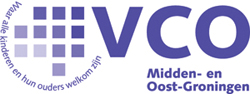 Waar alle kinderen en hun ouders welkom zijn
VCO
Midden- en
Oost-Groningen